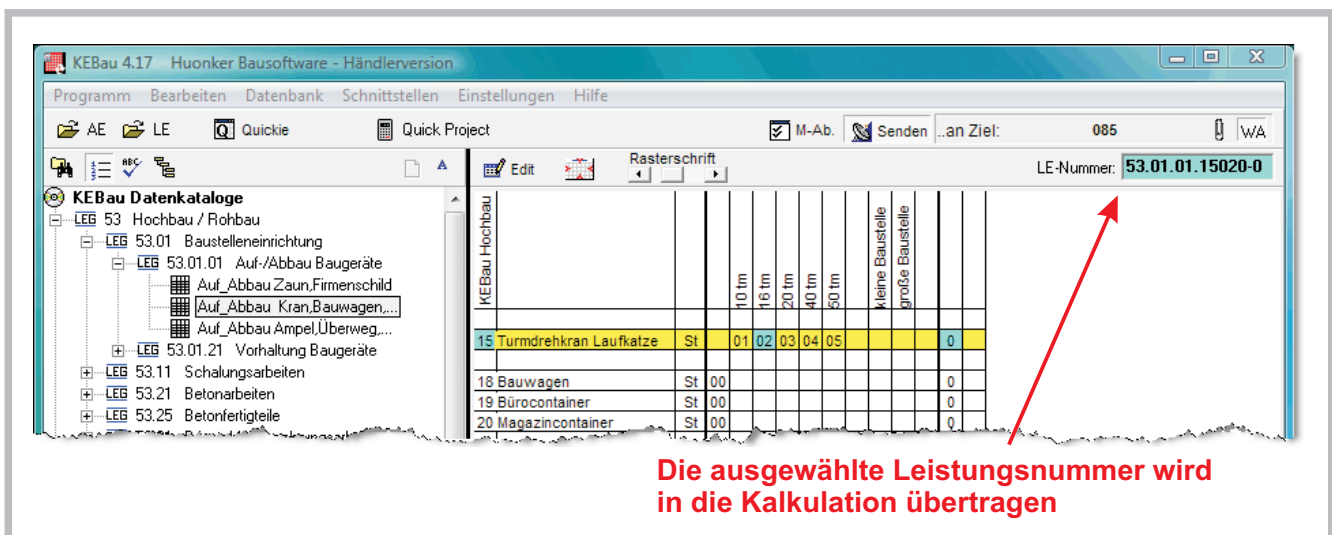 KEBau 4.17 Huonker Bausoftware - Händlerversion
Programm Bearbeiten Datenbank Schnittstellen Einstellungen Hilfe
AE LE Q Quickie Quick Project M-Ab. Senden ..an Ziel: 085 WA
ABC A Edit Rasterschrift LE-Nummer: 53.01.01.15020-0
KEBau Datenkataloge
LEG 53 Hochbau / Rohbau
LEG 53.01 Baustelleneinrichtung
LEG 53.01.01 Auf-/Abbau Baugeräte
Auf_Abbau Zaun,Firmenschild
Auf_Abbau Kran,Bauwagen,...
Auf_Abbau Ampel,Überweg,...
LEG 53.01.21 Vorhaltung Baugeräte
LEG 53.11 Schalungsarbeiten
LEG 53.21 Betonarbeiten
LEG 53.25 Betonfertigteile
KEBau Hochbau
10 tm
16 tm
20 tm
40 tm
50 tm
kleine Baustelle
große Baustelle
15 Turmdrehkran Laufkatze St 01 02 03 04 05 0
18 Bauwagen St 00 0
19 Bürocontainer St 00 0
20 Magazincontainer St 00 0
Die ausgewählte Leistungsnummer wird
in die Kalkulation übertragen